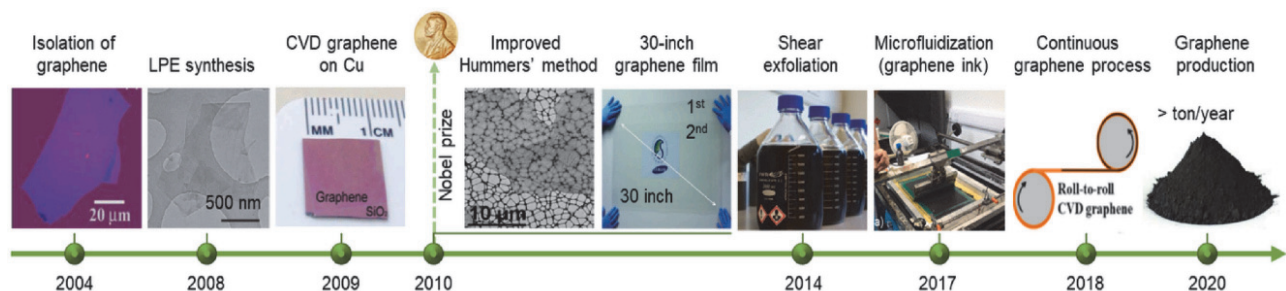 Isolation of
graphene
LPE synthesis
CVD graphene
on Cu
Improved
Hummers' method
30-inch
graphene film
Shear
exfoliation
Microfluidization
(graphene ink)
Continuous
graphene process
Graphene
production
20 μm
500 nm
MM 1 CM
Graphene
SiO₂
Nobel prize
10 μm
1st
2nd
30 inch
Roll-to-roll
CVD graphene
> ton/year
2004
2008
2009
2010
2014
2017
2018
2020